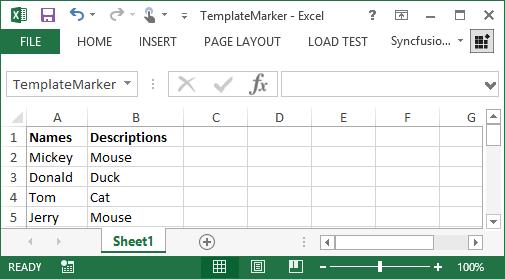 TemplateMarker - Excel
FILE HOME INSERT PAGE LAYOUT LOAD TEST Syncfusio...
TemplateMarker fx
A B C D E F G
1 Names Descriptions
2 Mickey Mouse
3 Donald Duck
4 Tom Cat
5 Jerry Mouse
Sheet1
READY 100%